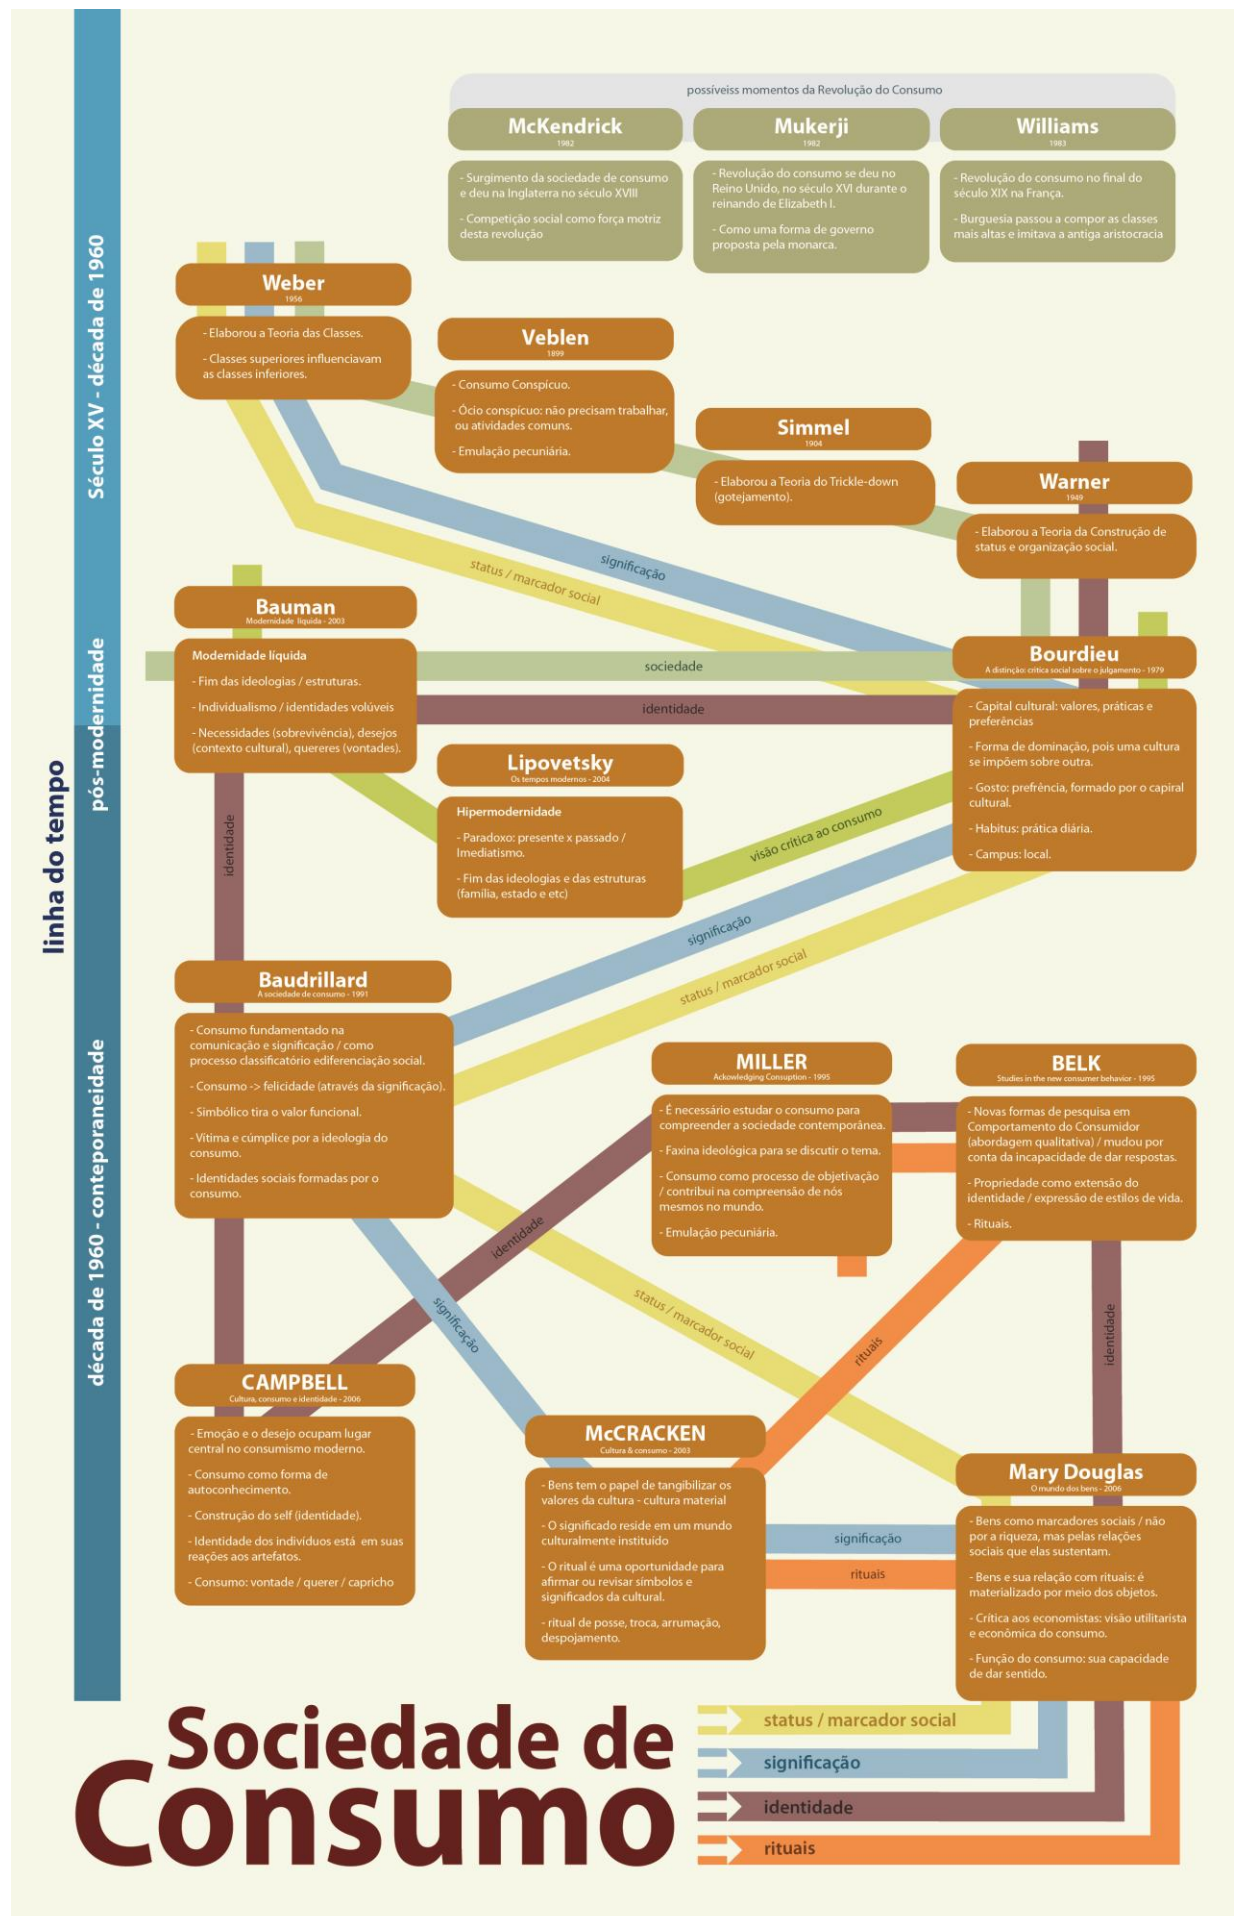 possíveiss momentos da Revolução do Consumo
McKendrick
1982
- Surgimento da sociedade de consumo
e deu na Inglaterra no século XVIII
- Competição social como força motriz
desta revolução
Mukerji
1982
- Revolução do consumo se deu no
Reino Unido, no século XVI durante o
reinando de Elizabeth I.
- Como uma forma de governo
proposta pela monarca.
Williams
1983
- Revolução do consumo no final do
século XIX na França.
- Burguesia passou a compor as classes
mais altas e imitava a antiga aristocracia
linha do tempo
Século XV - década de 1960
pós-modernidade
década de 1960 - conteporaneidade
Weber
1956
- Elaborou a Teoria das Classes.
- Classes superiores influenciavam
as classes inferiores.
Veblen
1899
- Consumo Conspícuo.
- Ócio conspícuo: não precisam trabalhar,
ou atividades comuns.
- Emulação pecuniária.
Simmel
1904
- Elaborou a Teoria do Trickle-down
(gotejamento).
Warner
1949
- Elaborou a Teoria da Construção de
status e organização social.
significação
status / marcador social
Bauman
Modernidade líquida - 2003
Modernidade líquida
- Fim das ideologias / estruturas.
- Individualismo / identidades volúveis
- Necessidades (sobrevivência), desejos
(contexto cultural), quereres (vontades).
sociedade
identidade
Bourdieu
A distinção: crítica social sobre o julgamento - 1979
- Capital cultural: valores, práticas e
preferências
- Forma de dominação, pois uma cultura
se impõem sobre outra.
- Gosto: prefrência, formado por o capiral
cultural.
- Habitus: prática diária.
- Campus: local.
Lipovetsky
Os tempos modernos - 2004
Hipermodernidade
- Paradoxo: presente x passado /
Imediatismo.
- Fim das ideologias e das estruturas
(família, estado e etc)
identidade
visão crítica ao consumo
significação
status / marcador social
Baudrillard
A sociedade de consumo - 1991
- Consumo fundamentado na
comunicação e significação / como
processo classificatório ediferenciação social.
- Consumo -> felicidade (através da significação).
- Simbólico tira o valor funcional.
- Vítima e cúmplice por a ideologia do
consumo.
- Identidades sociais formadas por o
consumo.
MILLER
Ackowledging Consuption - 1995
- É necessário estudar o consumo para
compreender a sociedade contemporânea.
- Faxina ideológica para se discutir o tema.
- Consumo como processo de objetivação
/ contribui na compreensão de nós
mesmos no mundo.
- Emulação pecuniária.
BELK
Studies in the new consumer behavior - 1995
- Novas formas de pesquisa em
Comportamento do Consumidor
(abordagem qualitativa) / mudou por
conta da incapacidade de dar respostas.
- Propriedade como extensão do
identidade / expressão de estilos de vida.
- Rituais.
identidade
significação
status / marcador social
rituais
identidade
CAMPBELL
Cultura, consumo e identidade - 2006
- Emoção e o desejo ocupam lugar
central no consumismo moderno.
- Consumo como forma de
autoconhecimento.
- Construção do self (identidade).
- Identidade dos indivíduos está em suas
reações aos artefatos.
- Consumo: vontade / querer / capricho
McCRACKEN
Cultura & consumo - 2003
- Bens tem o papel de tangibilizar os
valores da cultura - cultura material
- O significado reside em um mundo
culturalmente instituído
- O ritual é uma oportunidade para
afirmar ou revisar símbolos e
significados da cultural.
- ritual de posse, troca, arrumação,
despojamento.
significação
rituais
Mary Douglas
O mundo dos bens - 2006
- Bens como marcadores sociais / não
por a riqueza, mas pelas relações
sociais que elas sustentam.
- Bens e sua relação com rituais: é
materializado por meio dos objetos.
- Crítica aos economistas: visão utilitarista
e econômica do consumo.
- Função do consumo: sua capacidade
de dar sentido.
Sociedade de
Consumo
status / marcador social
significação
identidade
rituais